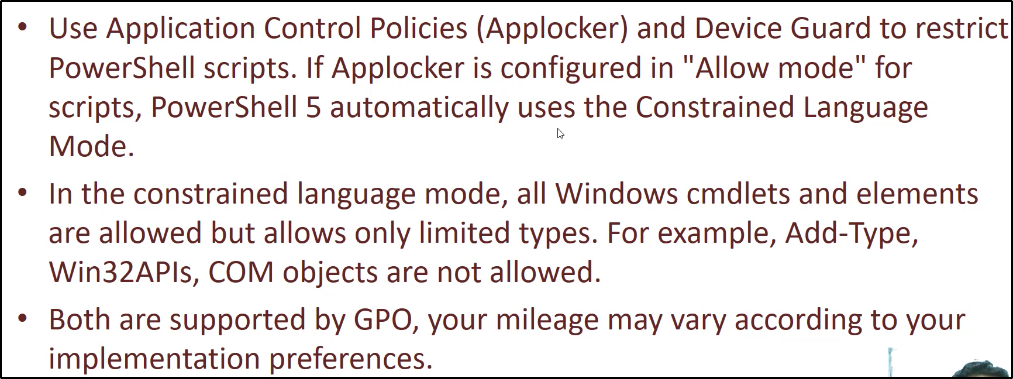 • Use Application Control Policies (Applocker) and Device Guard to restrict
PowerShell scripts. If Applocker is configured in "Allow mode" for
scripts, PowerShell 5 automatically uses the Constrained Language
Mode.
• In the constrained language mode, all Windows cmdlets and elements
are allowed but allows only limited types. For example, Add-Type,
Win32APIs, COM objects are not allowed.
• Both are supported by GPO, your mileage may vary according to your
implementation preferences.